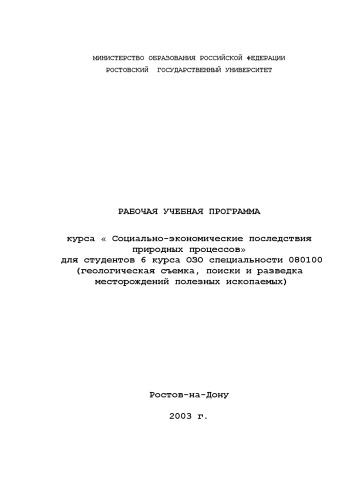 МИНИСТЕРСТВО ОБРАЗОВАНИЯ РОССИЙСКОЙ ФЕДЕРАЦИИ
РОСТОВСКИЙ ГОСУДАРСТВЕННЫЙ УНИВЕРСИТЕТ
РАБОЧАЯ УЧЕБНАЯ ПРОГРАММА
курса « Социально-экономические последствия
природных процессов»
для студентов 6 курса ОЗО специальности 080100
(геологическая съемка, поиски и разведка
месторождений полезных ископаемых)
Ростов-на-Дону
2003 г.